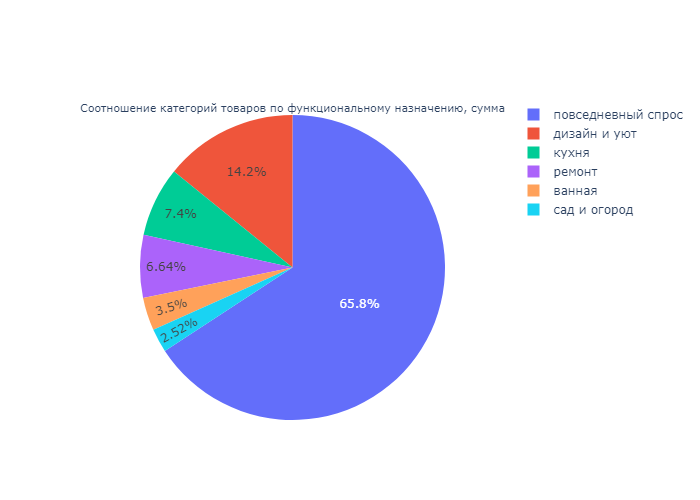 Соотношение категорий товаров по функциональному назначению, сумма
повседневный спрос
дизайн и уют
кухня
ремонт
ванная
сад и огород
14.2%
7.4%
6.64%
3.5%
2.52%
65.8%